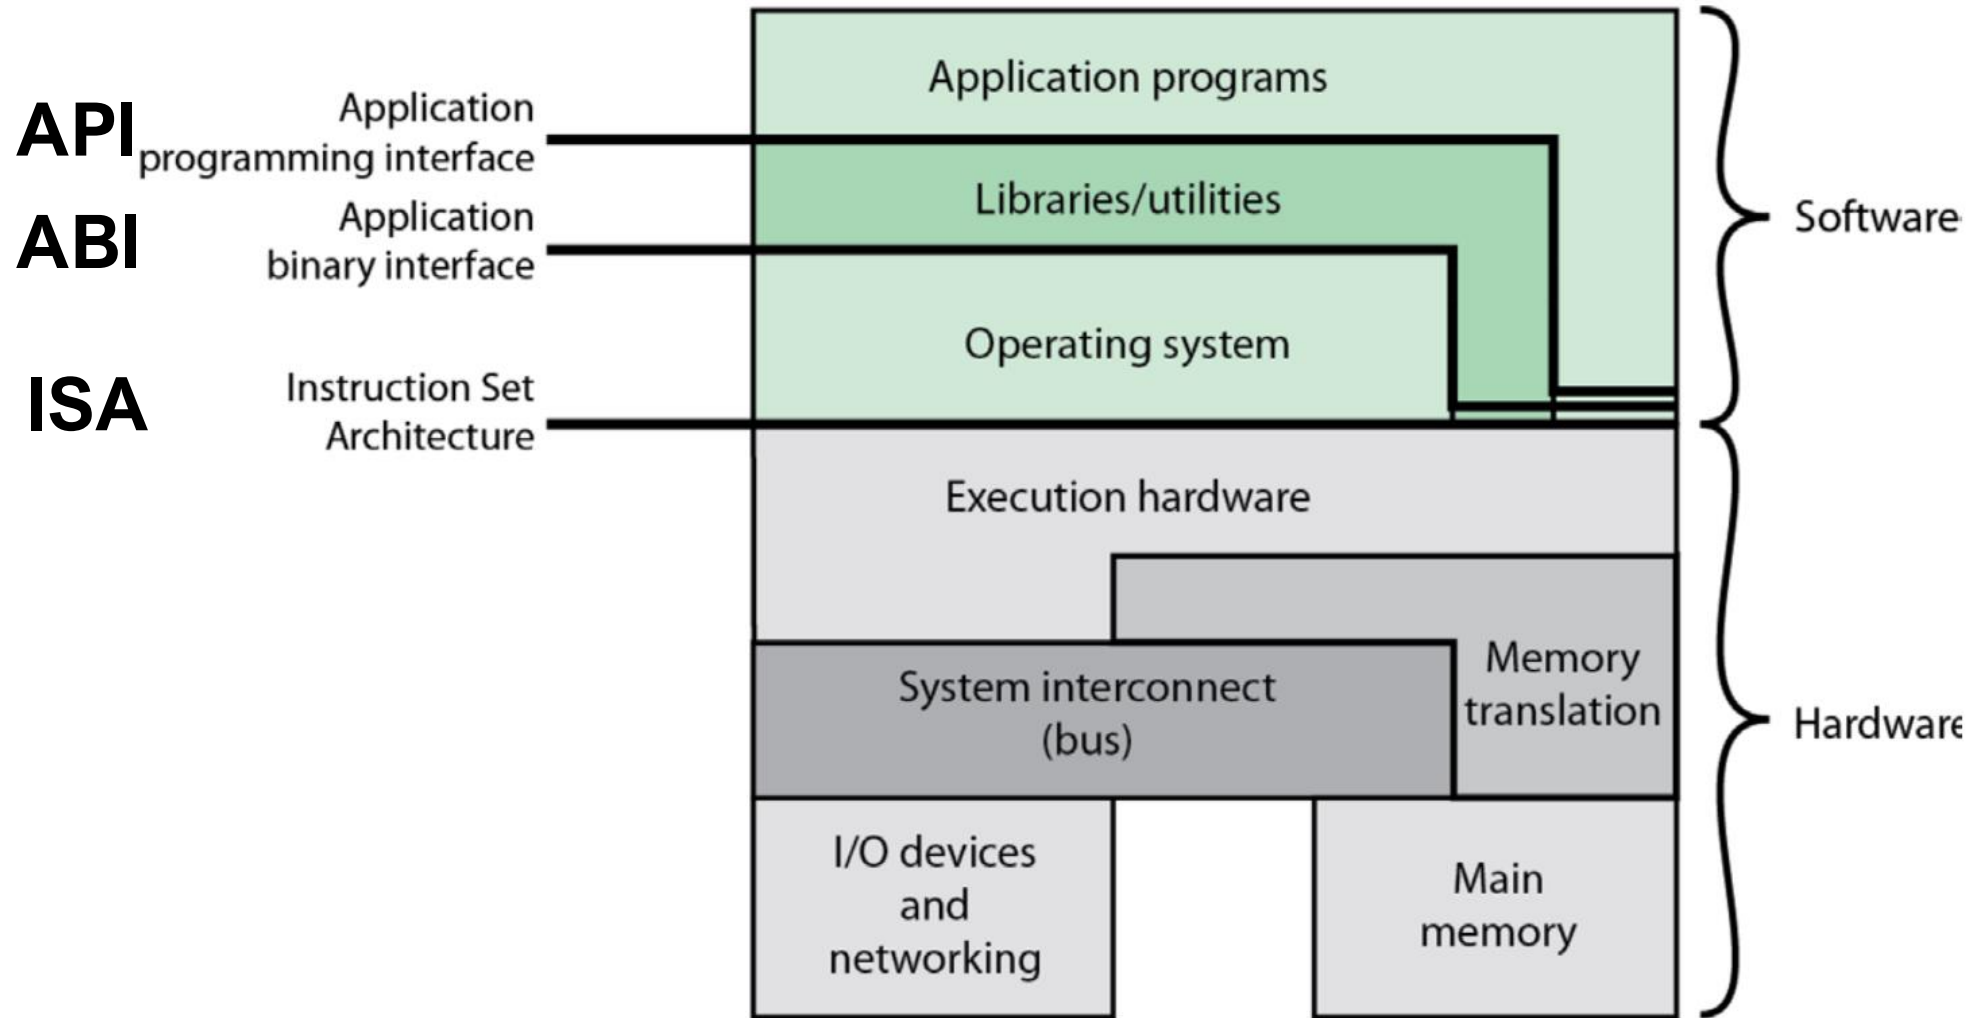 Application programs
API
Application
programming interface
Libraries/utilities
ABI
Application
binary interface
Operating system
Software
ISA
Instruction Set
Architecture
Execution hardware
Memory
translation
System interconnect
(bus)
Hardware
I/O devices
and
networking
Main
memory